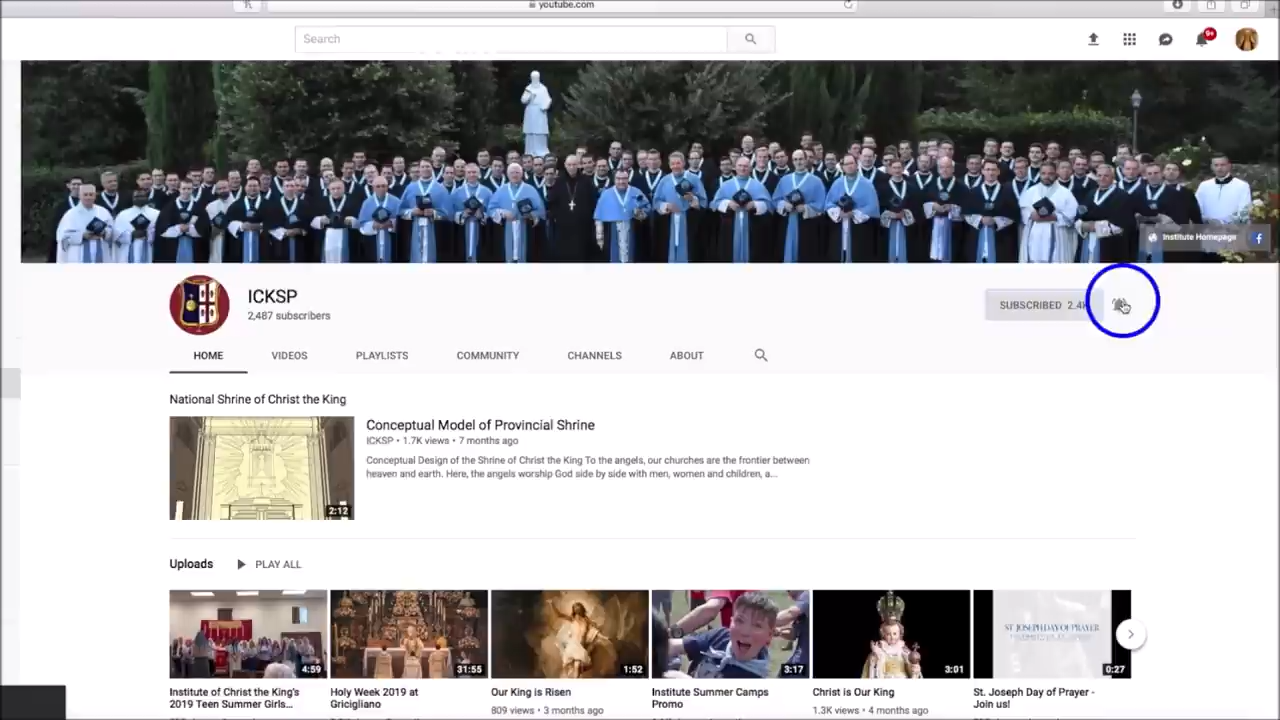 youtube.com
Search
9+
Institute Homepage
ICKSP
2,487 subscribers
SUBSCRIBED 2.4K
HOME VIDEOS PLAYLISTS COMMUNITY CHANNELS ABOUT
National Shrine of Christ the King
Conceptual Model of Provincial Shrine
ICKSP • 1.7K views • 7 months ago
Conceptual Design of the Shrine of Christ the King To the angels, our churches are the frontier between
heaven and earth. Here, the angels worship God side by side with men, women and children, a...
2:12
Uploads PLAY ALL
ST. JOSEPH DAY OF PRAYER
4:59 31:55 1:52 3:17 3:01 0:27
Institute of Christ the King's
2019 Teen Summer Girls...
Holy Week 2019 at
Gricigliano
Our King is Risen
809 views • 3 months ago
Institute Summer Camps
Promo
Christ is Our King
1.3K views • 4 months ago
St. Joseph Day of Prayer -
Join us!